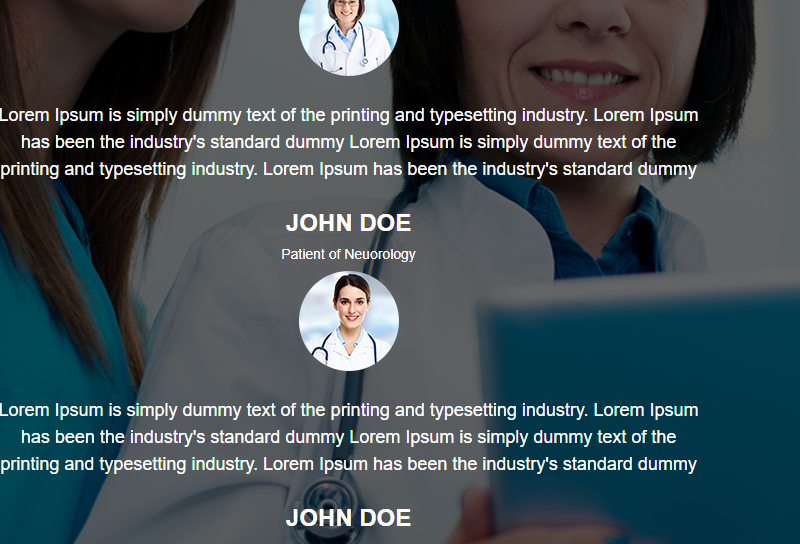 Lorem Ipsum is simply dummy text of the printing and typesetting industry. Lorem Ipsum
has been the industry's standard dummy Lorem Ipsum is simply dummy text of the
printing and typesetting industry. Lorem Ipsum has been the industry's standard dummy
JOHN DOE
Patient of Neuorology
Lorem Ipsum is simply dummy text of the printing and typesetting industry. Lorem Ipsum
has been the industry's standard dummy Lorem Ipsum is simply dummy text of the
printing and typesetting industry. Lorem Ipsum has been the industry's standard dummy
JOHN DOE